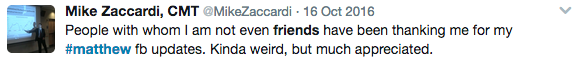 Mike Zaccardi, CMT @MikeZaccardi · 16 Oct 2016
People with whom I am not even friends have been thanking me for my
#matthew fb updates. Kinda weird, but much appreciated.